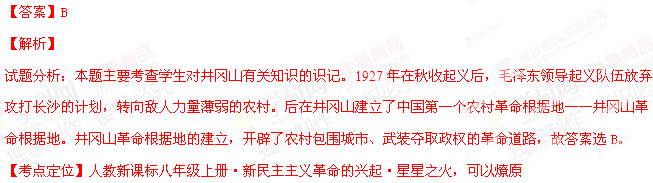 【答案】B
【解析】
试题分析：本题主要考查学生对井冈山有关知识的识记。1927年在秋收起义后，毛泽东领导起义队伍放弃
攻打长沙的计划，转向敌人力量薄弱的农村。后在井冈山建立了中国第一个农村革命根据地——井冈山革
命根据地。井冈山革命根据地的建立，开辟了农村包围城市、武装夺取政权的革命道路，故答案选B。
【考点定位】人教新课标八年级上册·新民主主义革命的兴起·星星之火，可以燎原